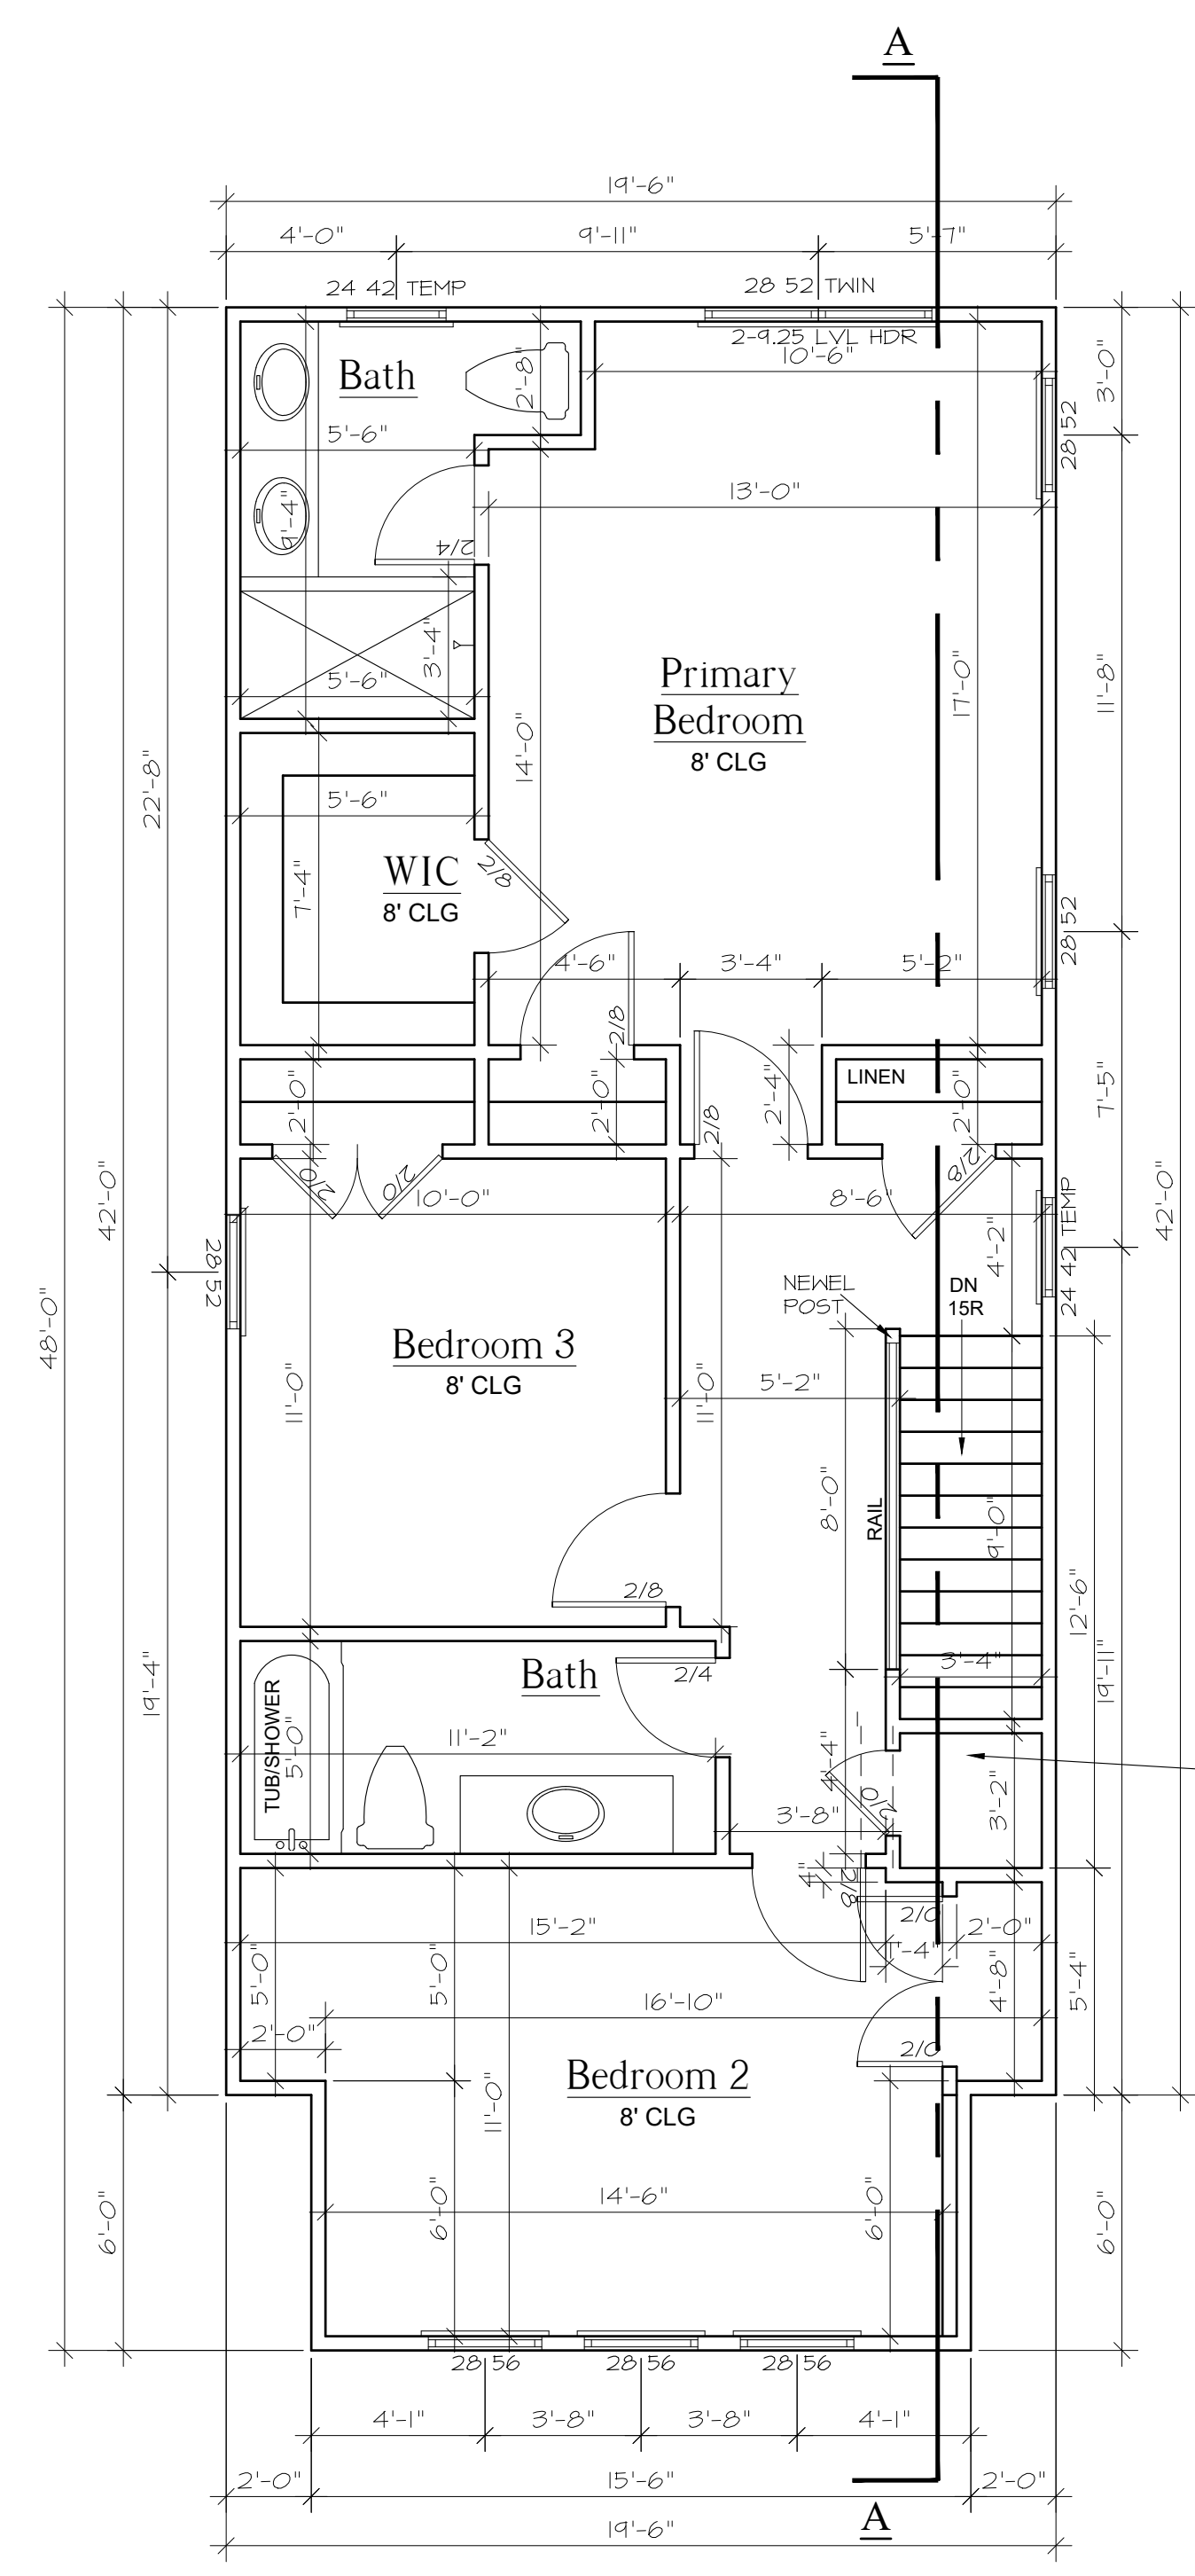 A
19'-6"
4'-0" 9'-11" 5'-7"
24 42 TEMP 28 52 TWIN
2-9.25 LVL HDR
10'-6"
Bath
2'-8"
3'-0"
28 52
5'-6"
13'-0"
9'-4"
2/4
3'-4"
5'-6"
Primary
Bedroom
8' CLG
17'-0"
11'-8"
14'-0"
22'-8"
5'-6"
WIC
8' CLG
7'-4"
2/8
28 52
4'-6" 3'-4" 5'-2"
2/8
LINEN
2'-0"
2'-0"
2/8
2'-4"
2'-0"
7'-5"
2/0
2/0
10'-0"
8'-6"
2/8
42'-0"
42'-0"
48'-0"
28 52
4'-2"
24 42 TEMP
NEWEL
POST
DN
15R
Bedroom 3
8' CLG
11'-0"
11'-0"
5'-2"
8'-0"
RAIL
9'-0"
12'-6"
2/8
19'-4"
19'-11"
3'-4"
Bath
2/4
TUB/SHOWER
5'-0"
11'-2"
4'-4"
2/0
3'-2"
3'-8"
4"
2/8
2/0
15'-2"
1'-4"
2'-0"
5'-0"
5'-0"
4'-8"
5'-4"
16'-10"
2'-0"
2/0
Bedroom 2
8' CLG
11'-0"
6'-0"
6'-0"
14'-6"
6'-0"
6'-0"
28 56 28 56 28 56
4'-1" 3'-8" 3'-8" 4'-1"
2'-0" 15'-6" 2'-0"
A
19'-6"